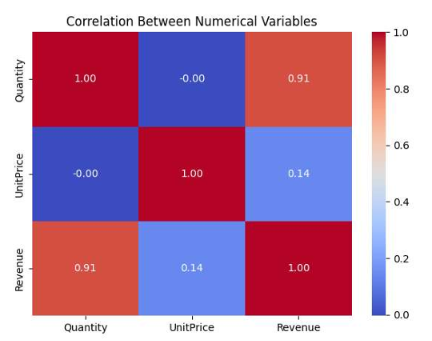 Correlation Between Numerical Variables
Quantity
1.00 -0.00 0.91
UnitPrice
-0.00 1.00 0.14
Revenue
0.91 0.14 1.00
Quantity UnitPrice Revenue
1.0
0.8
0.6
0.4
0.2
0.0